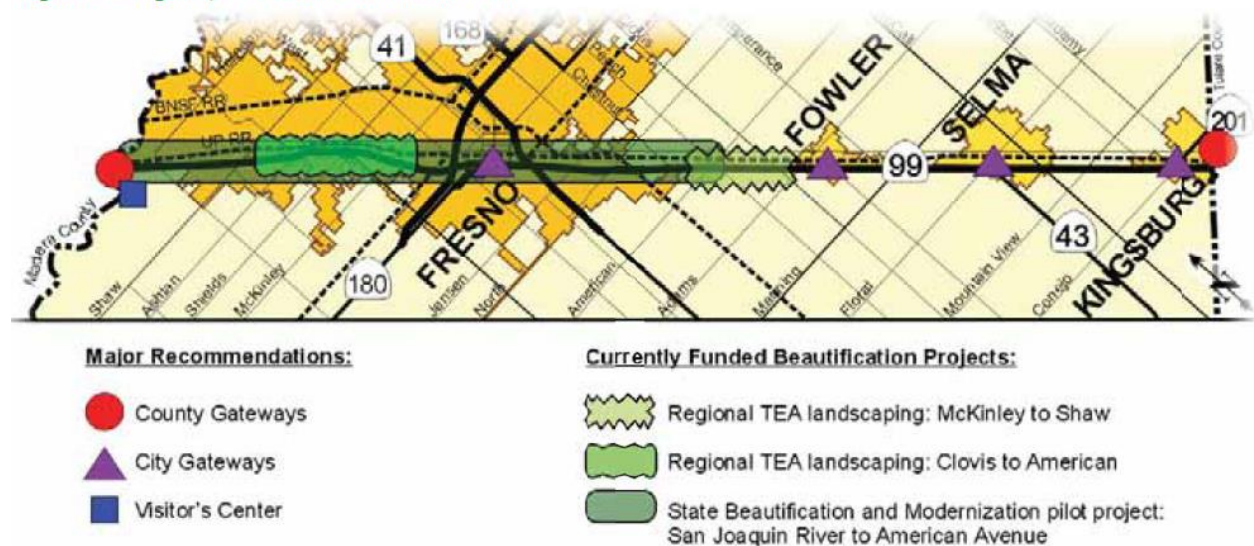 41
168
BNSF RR
UP RR
Peach
Chestnut
FOWLER
SELMA
201
99
Madera County
FRESNO
180
43
KINGSBURG
Shaw
Ashlan
Shields
McKinley
Jensen
North
American
Adams
Manning
Floral
Mountain View
Conejo
N
Major Recommendations:
County Gateways
City Gateways
Visitor's Center
Currently Funded Beautification Projects:
Regional TEA landscaping: McKinley to Shaw
Regional TEA landscaping: Clovis to American
State Beautification and Modernization pilot project:
San Joaquin River to American Avenue